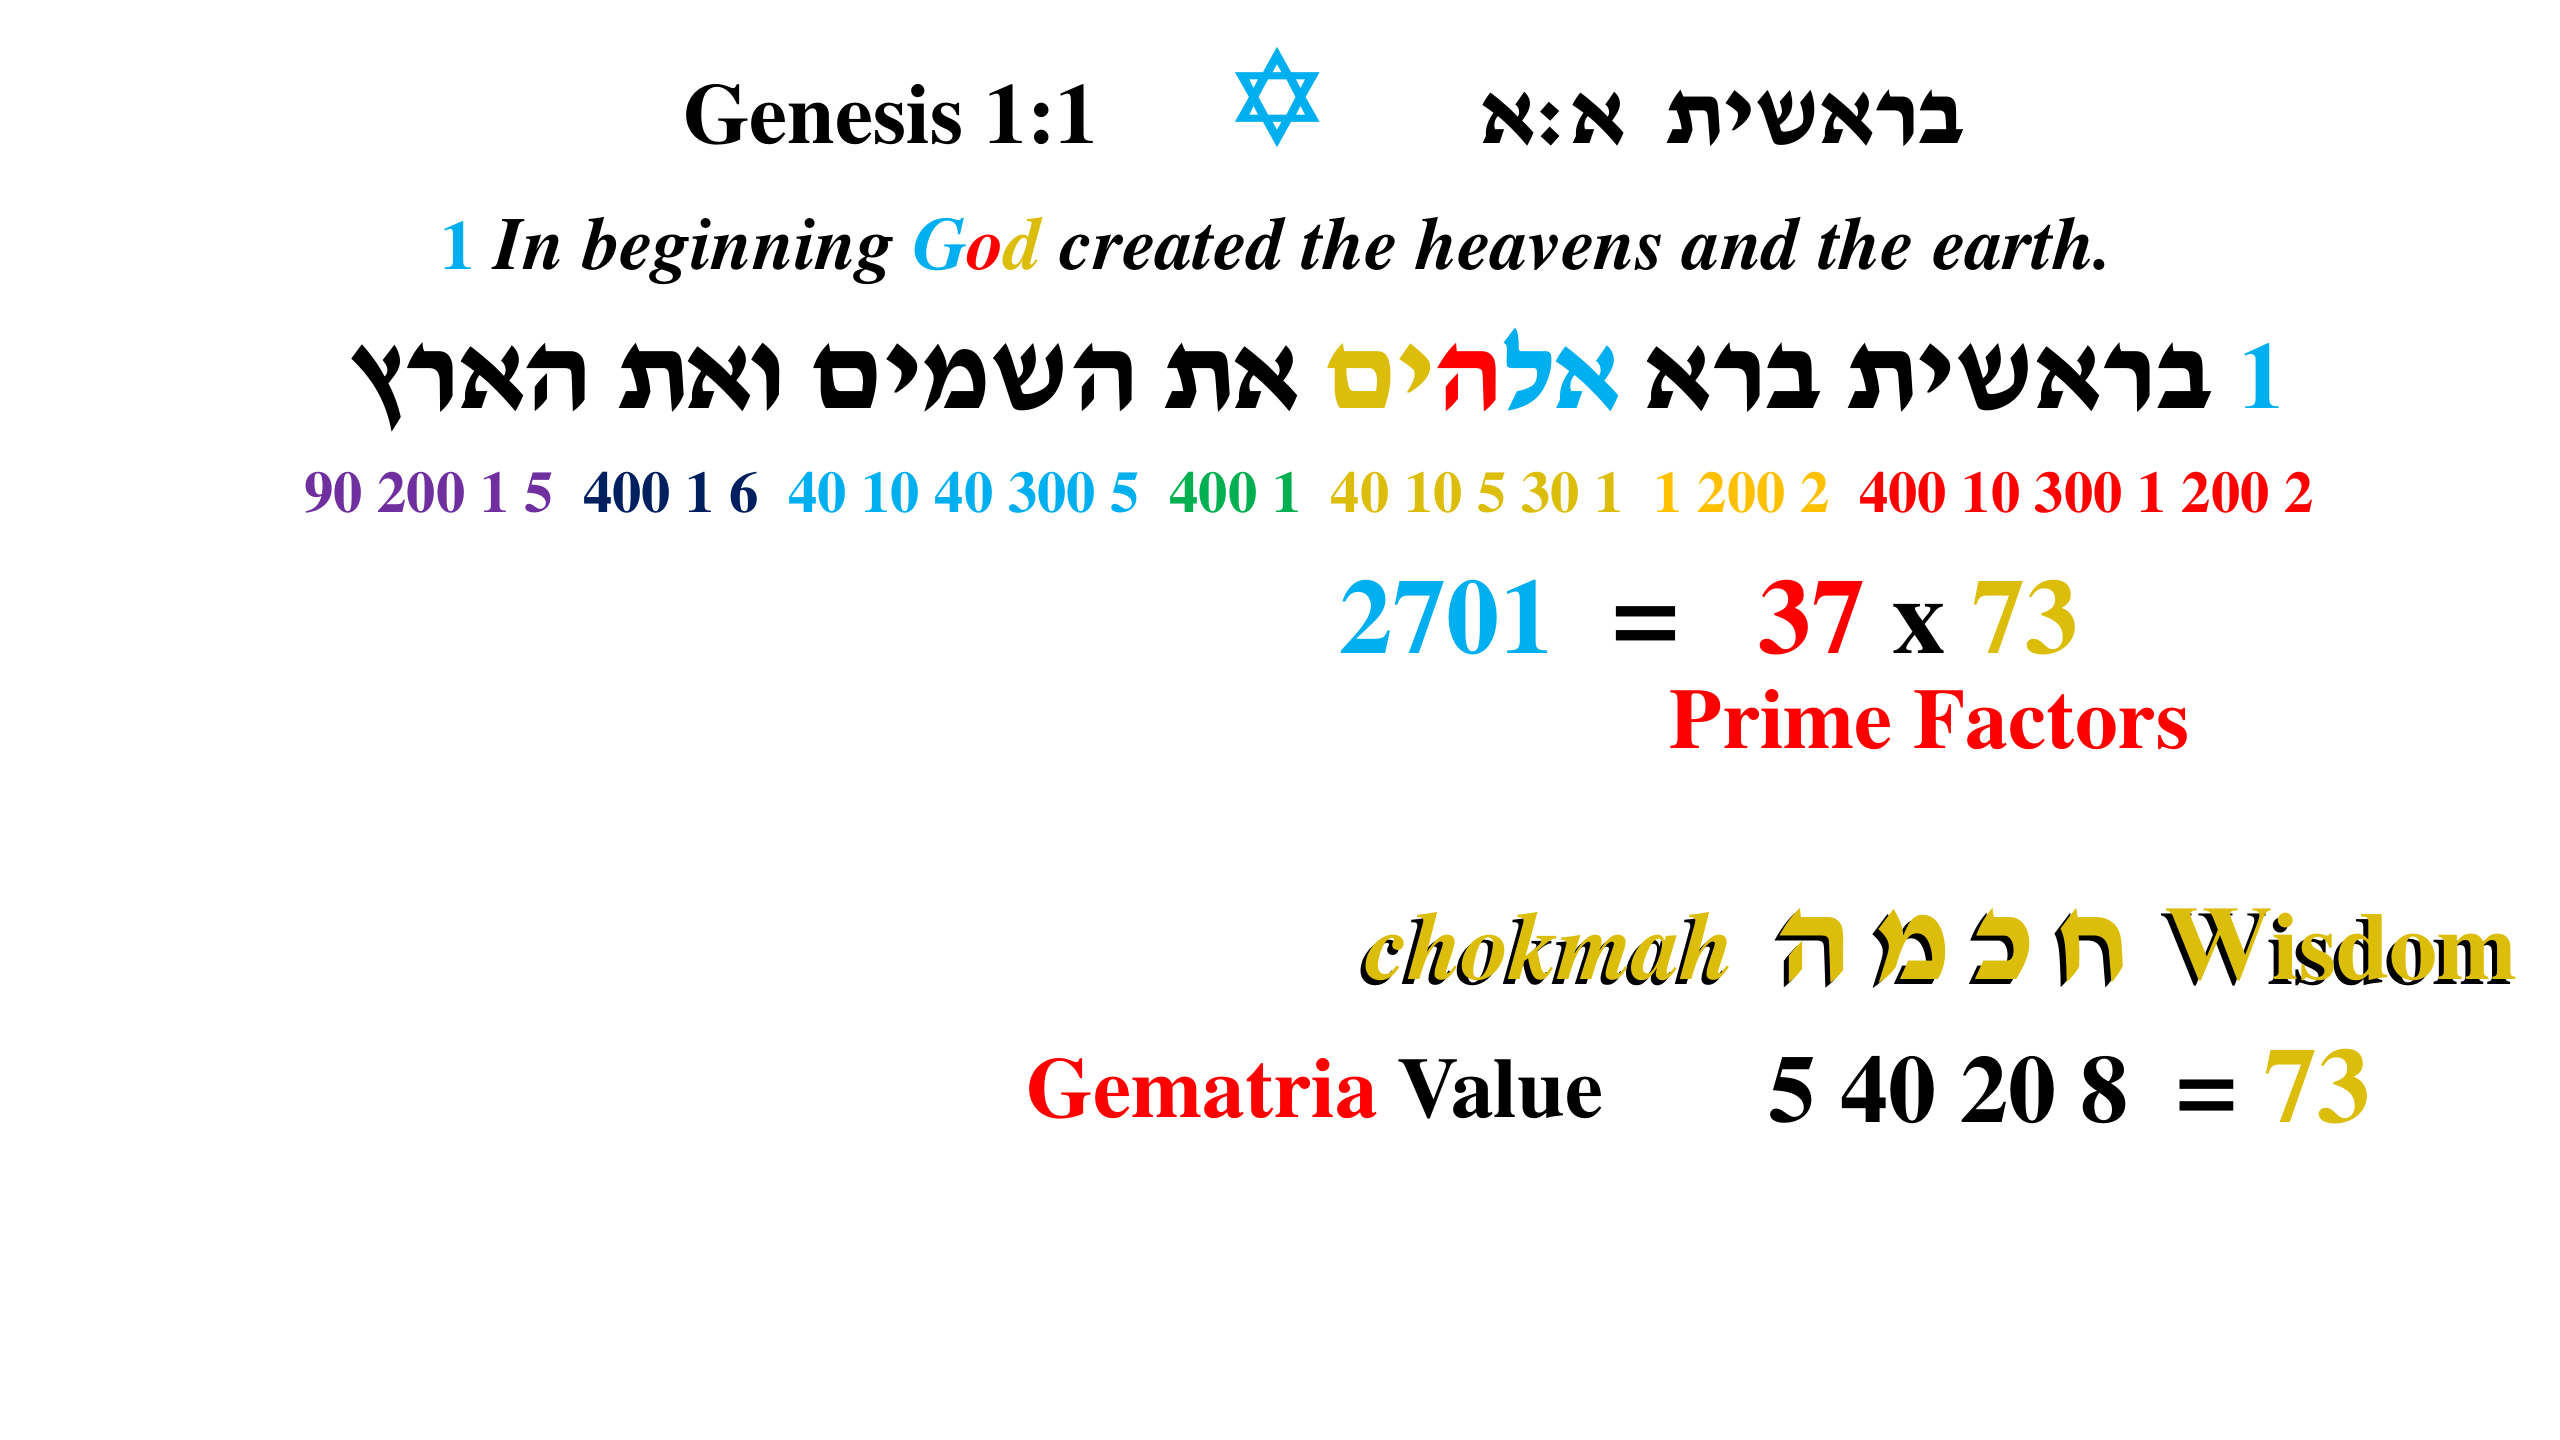 Genesis 1:1 ✡ בראשית א:א
1 In beginning God created the heavens and the earth.
1 בראשית ברא אלהים את השמים ואת הארץ
90 200 1 5 400 1 6 40 10 40 300 5 400 1 40 10 5 30 1 1 200 2 400 10 300 1 200 2
2701 = 37 x 73
Prime Factors
chokmah ח כ מ ה Wisdom
Gematria Value 5 40 20 8 = 73